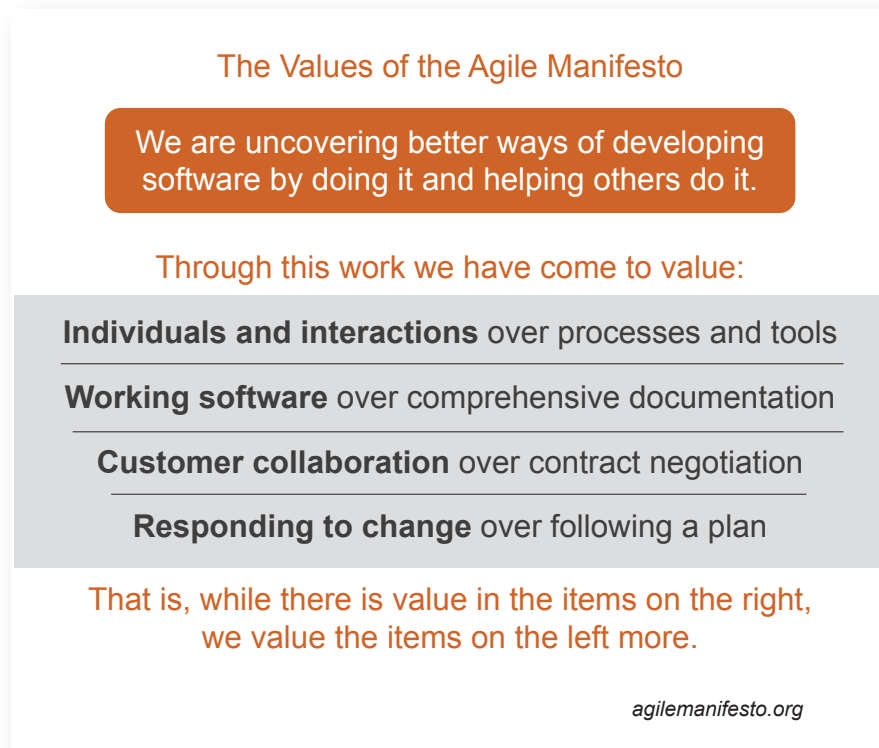 The Values of the Agile Manifesto
We are uncovering better ways of developing
software by doing it and helping others do it.
Through this work we have come to value:
Individuals and interactions over processes and tools
Working software over comprehensive documentation
Customer collaboration over contract negotiation
Responding to change over following a plan
That is, while there is value in the items on the right,
we value the items on the left more.
agilemanifesto.org